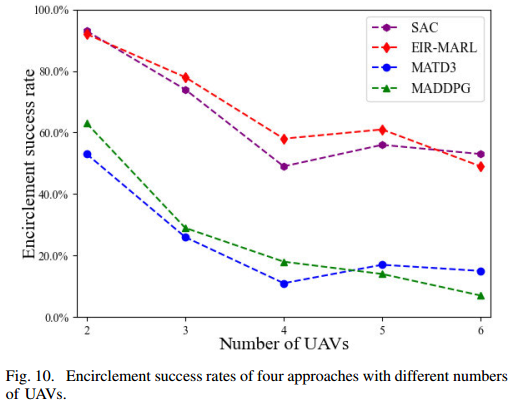 100.0%
80.0%
60.0%
40.0%
20.0%
0.0%
Encirclement success rate
SAC
EIR-MARL
MATD3
MADDPG
2 3 4 5 6
Number of UAVs
Fig. 10. Encirclement success rates of four approaches with different numbers
of UAVs.